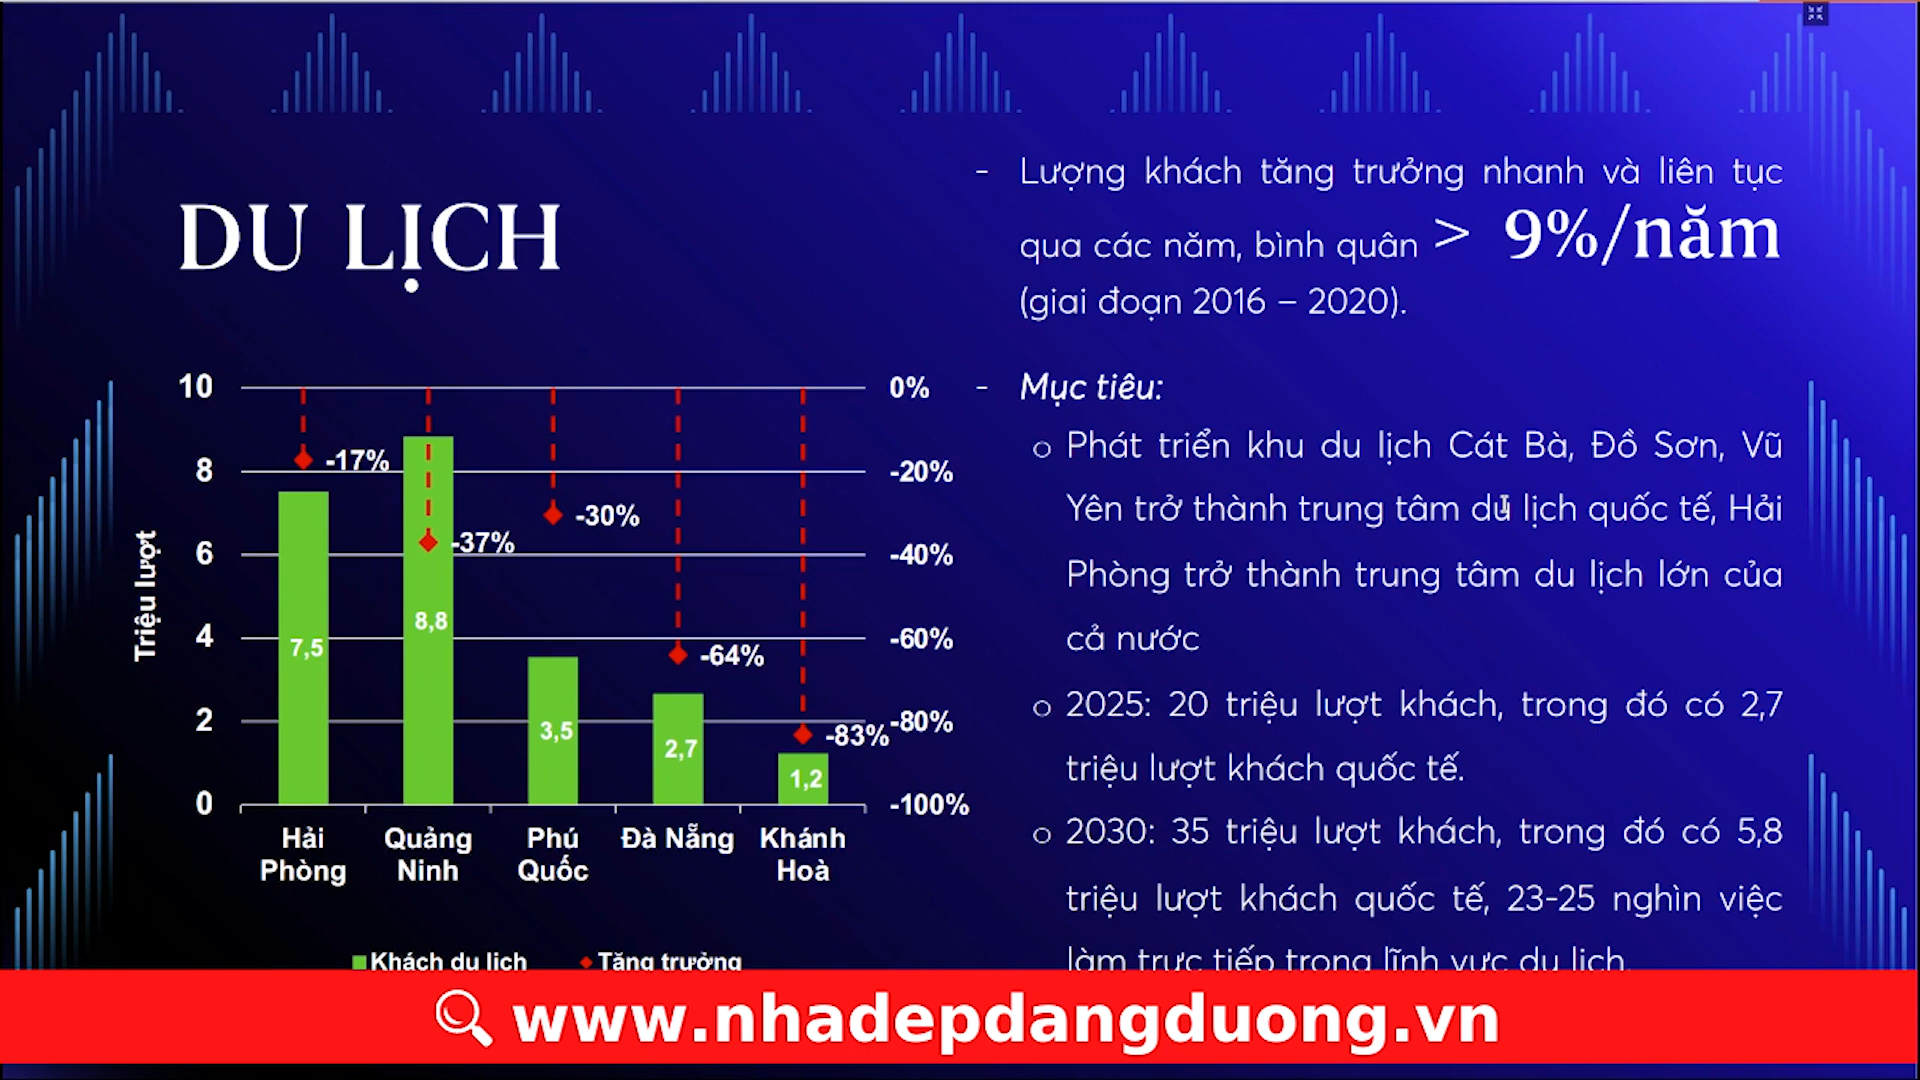 DU LỊCH
- Lượng khách tăng trưởng nhanh và liên tục
qua các năm, bình quân > 9%/năm
(giai đoạn 2016 – 2020).
- Mục tiêu:
o Phát triển khu du lịch Cát Bà, Đồ Sơn, Vũ
Yên trở thành trung tâm du lịch quốc tế, Hải
Phòng trở thành trung tâm du lịch lớn của
cả nước
o 2025: 20 triệu lượt khách, trong đó có 2,7
triệu lượt khách quốc tế.
o 2030: 35 triệu lượt khách, trong đó có 5,8
triệu lượt khách quốc tế, 23-25 nghìn việc
làm trực tiếp trong lĩnh vực du lịch.
Triệu lượt
10
8
6
4
2
0
0%
-20%
-40%
-60%
-80%
-100%
-17%
-37%
-30%
-64%
-83%
7,5
8,8
3,5
2,7
1,2
Hải
Phòng
Quảng
Ninh
Phú
Quốc
Đà Nẵng
Khánh
Hoà
Khách du lịch
Tăng trưởng
www.nhadepdangduong.vn